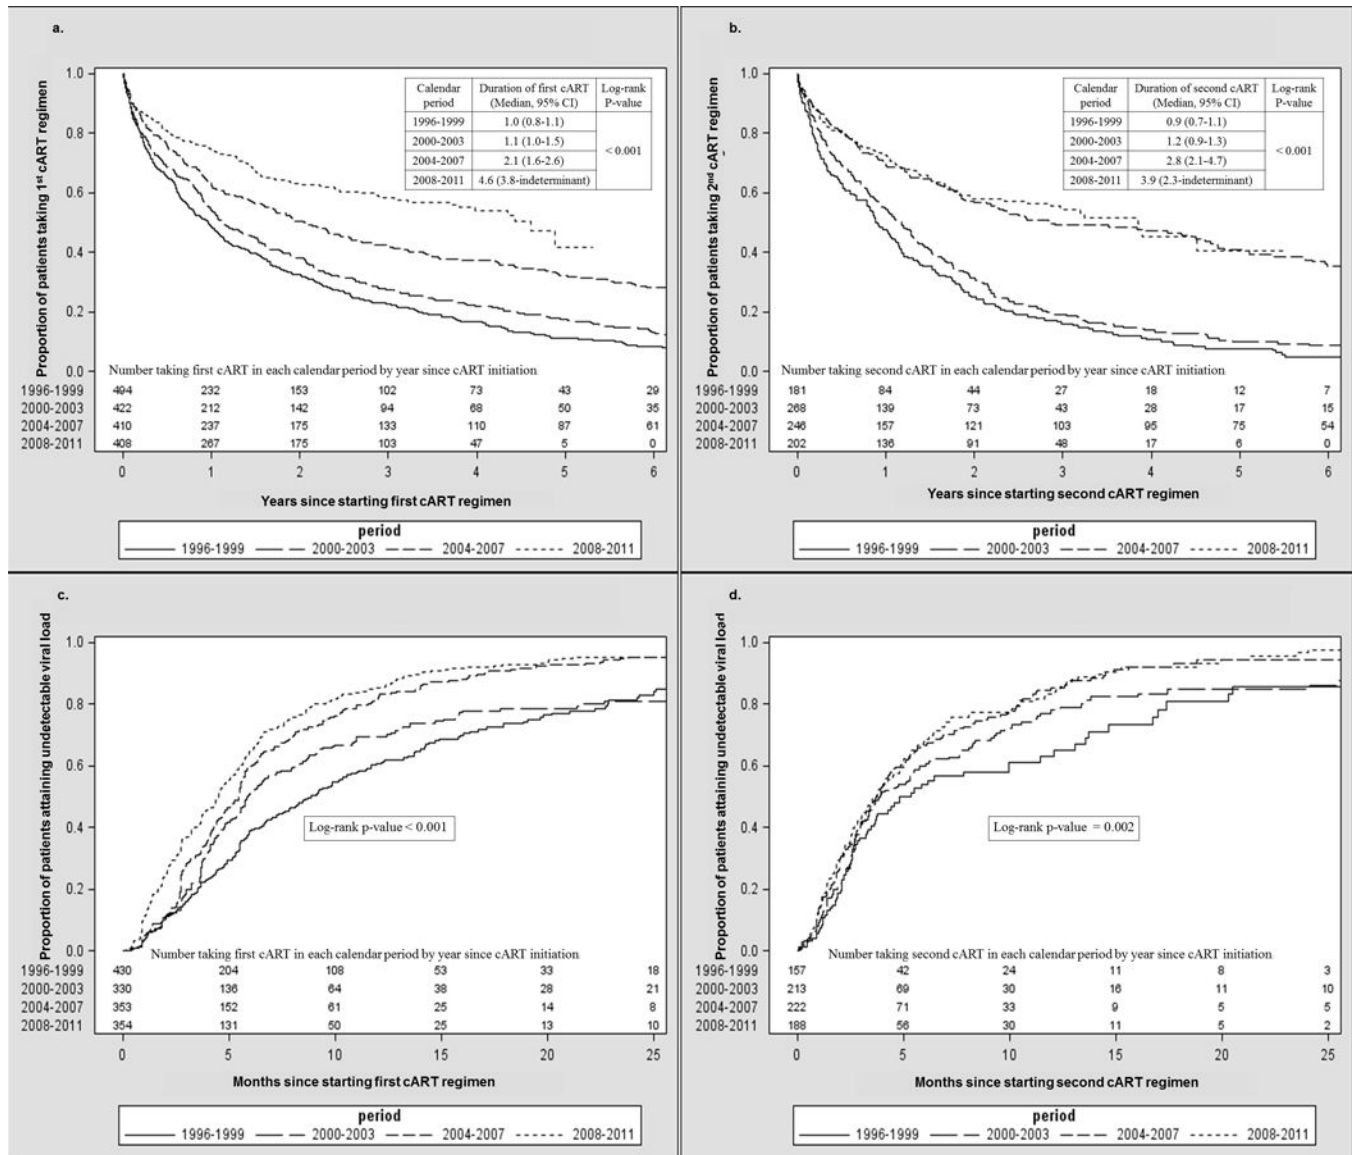 a.
Proportion of patients taking 1st cART regimen
1.0
0.8
0.6
0.4
0.2
0.0
Calendar period Duration of first cART (Median, 95% CI) Log-rank P-value
1996-1999 1.0 (0.8-1.1)
2000-2003 1.1 (1.0-1.5)
2004-2007 2.1 (1.6-2.6)
2008-2011 4.6 (3.8-indeterminant)
< 0.001
Number taking first cART in each calendar period by year since cART initiation
1996-1999 494 232 153 102 73 43 29
2000-2003 422 212 142 94 68 50 35
2004-2007 410 237 175 133 110 87 61
2008-2011 408 267 175 103 47 5 0
0 1 2 3 4 5 6
Years since starting first cART regimen
period
1996-1999 2000-2003 2004-2007 2008-2011
b.
Proportion of patients taking 2nd cART regimen
1.0
0.8
0.6
0.4
0.2
0.0
Calendar period Duration of second cART (Median, 95% CI) Log-rank P-value
1996-1999 0.9 (0.7-1.1)
2000-2003 1.2 (0.9-1.3)
2004-2007 2.8 (2.1-4.7)
2008-2011 3.9 (2.3-indeterminant)
< 0.001
Number taking second cART in each calendar period by year since cART initiation
1996-1999 181 84 44 27 18 12 7
2000-2003 268 139 73 43 28 17 15
2004-2007 246 157 121 103 95 75 54
2008-2011 202 136 91 48 17 6 0
0 1 2 3 4 5 6
Years since starting second cART regimen
period
1996-1999 2000-2003 2004-2007 2008-2011
c.
Proportion of patients attaining undetectable viral load
1.0
0.8
0.6
0.4
0.2
0.0
Log-rank p-value < 0.001
Number taking first cART in each calendar period by year since cART initiation
1996-1999 430 204 108 53 33 18
2000-2003 330 136 64 38 28 21
2004-2007 353 152 61 25 14 8
2008-2011 354 131 50 25 13 10
0 5 10 15 20 25
Months since starting first cART regimen
period
1996-1999 2000-2003 2004-2007 2008-2011
d.
Proportion of patients attaining undetectable viral load
1.0
0.8
0.6
0.4
0.2
0.0
Log-rank p-value = 0.002
Number taking second cART in each calendar period by year since cART initiation
1996-1999 157 42 24 11 8 3
2000-2003 213 69 30 16 11 10
2004-2007 222 71 33 9 5 5
2008-2011 188 56 30 11 5 2
0 5 10 15 20 25
Months since starting second cART regimen
period
1996-1999 2000-2003 2004-2007 2008-2011